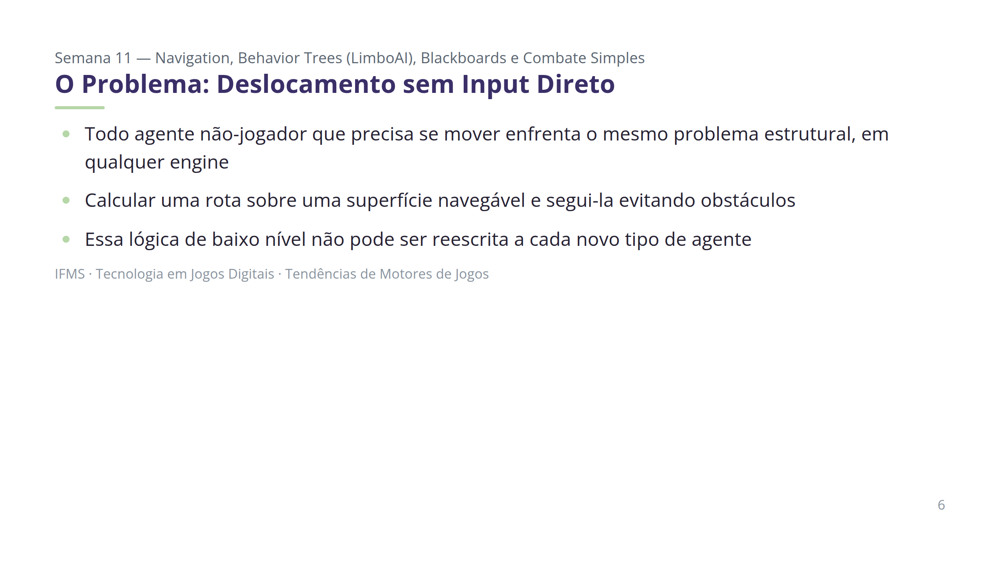 Semana 11 — Navigation, Behavior Trees (LimboAI), Blackboards e Combate Simples
O Problema: Deslocamento sem Input Direto
• Todo agente não-jogador que precisa se mover enfrenta o mesmo problema estrutural, em
qualquer engine
• Calcular uma rota sobre uma superfície navegável e segui-la evitando obstáculos
• Essa lógica de baixo nível não pode ser reescrita a cada novo tipo de agente
IFMS · Tecnologia em Jogos Digitais · Tendências de Motores de Jogos
6